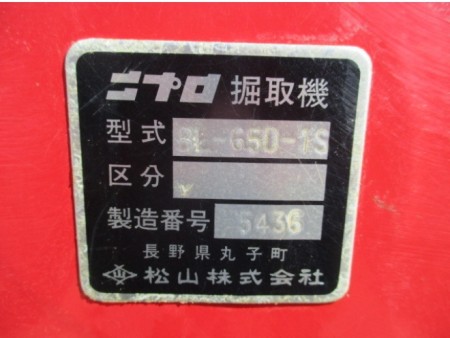 ニプロ 掘取機
型式 BL-G50-1S
区分
製造番号 5436
長野県丸子町
松山株式会社